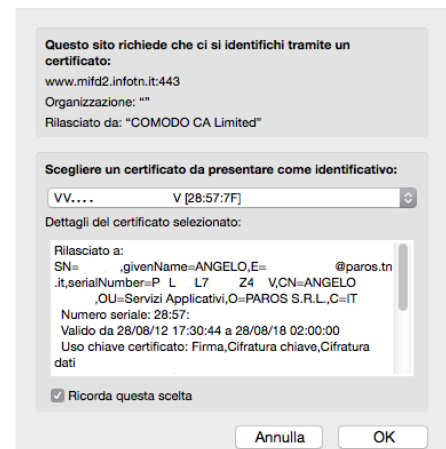 Questo sito richiede che ci si identifichi tramite un
certificato:
www.mifd2.infotn.it:443
Organizzazione: “”
Rilasciato da: “COMODO CA Limited”
Scegliere un certificato da presentare come identificativo:
VV.... V [28:57:7F]
Dettagli del certificato selezionato:
Rilasciato a:
SN= ,givenName=ANGELO,E= @paros.tn
.it,serialNumber=P L L7 Z4 V,CN=ANGELO
,OU=Servizi Applicativi,O=PAROS S.R.L.,C=IT
Numero seriale: 28:57:
Valido da 28/08/12 17:30:44 a 28/08/18 02:00:00
Uso chiave certificato: Firma,Cifratura chiave,Cifratura
dati
Ricorda questa scelta
Annulla OK